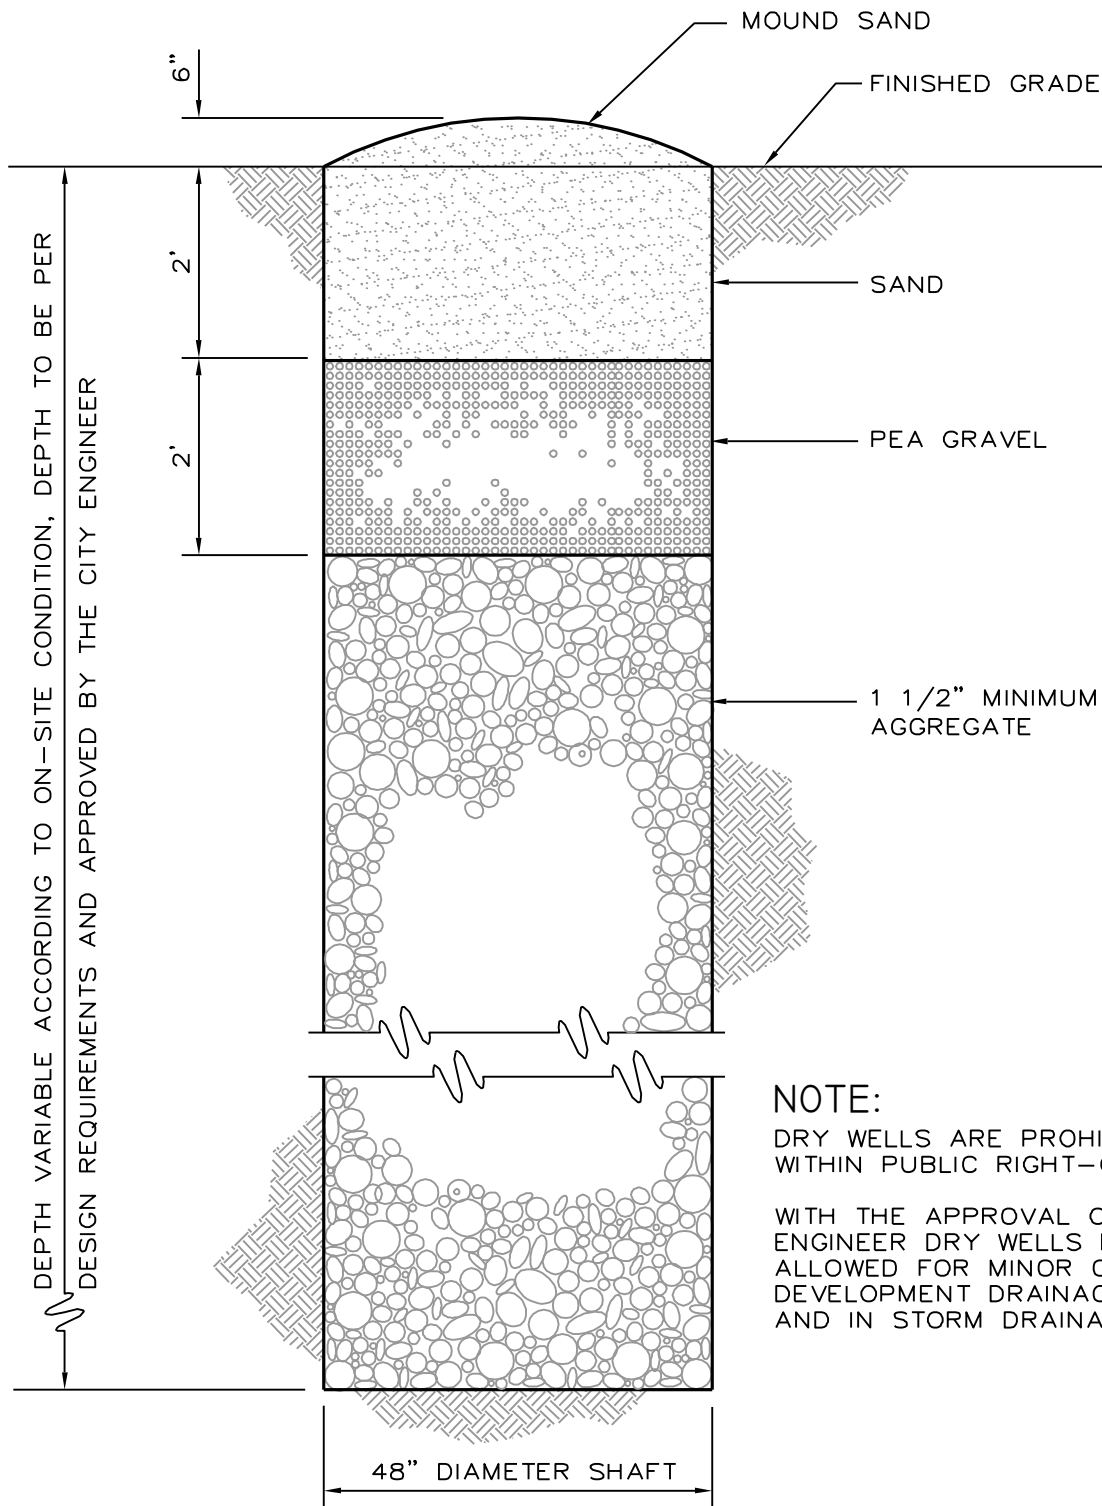 MOUND SAND
FINISHED GRADE
6"
2'
SAND
2'
PEA GRAVEL
1 1/2" MINIMUM
AGGREGATE
DEPTH VARIABLE ACCORDING TO ON-SITE CONDITION, DEPTH TO BE PER
DESIGN REQUIREMENTS AND APPROVED BY THE CITY ENGINEER
NOTE:
DRY WELLS ARE
WITHIN PUBLIC
WITH THE APPROVAL
ENGINEER DRY WELLS
ALLOWED FOR MINOR
DEVELOPMENT
AND IN STORM
48" DIAMETER SHAFT